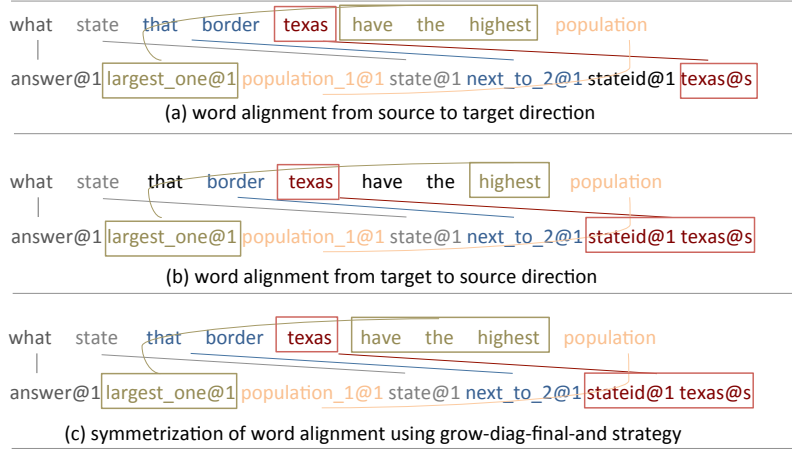 what state that border texas have the highest population
answer@1 largest_one@1 population_1@1 state@1 next_to_2@1 stateid@1 texas@s
(a) word alignment from source to target direction
what state that border texas have the highest population
answer@1 largest_one@1 population_1@1 state@1 next_to_2@1 stateid@1 texas@s
(b) word alignment from target to source direction
what state that border texas have the highest population
answer@1 largest_one@1 population_1@1 state@1 next_to_2@1 stateid@1 texas@s
(c) symmetrization of word alignment using grow-diag-final-and strategy